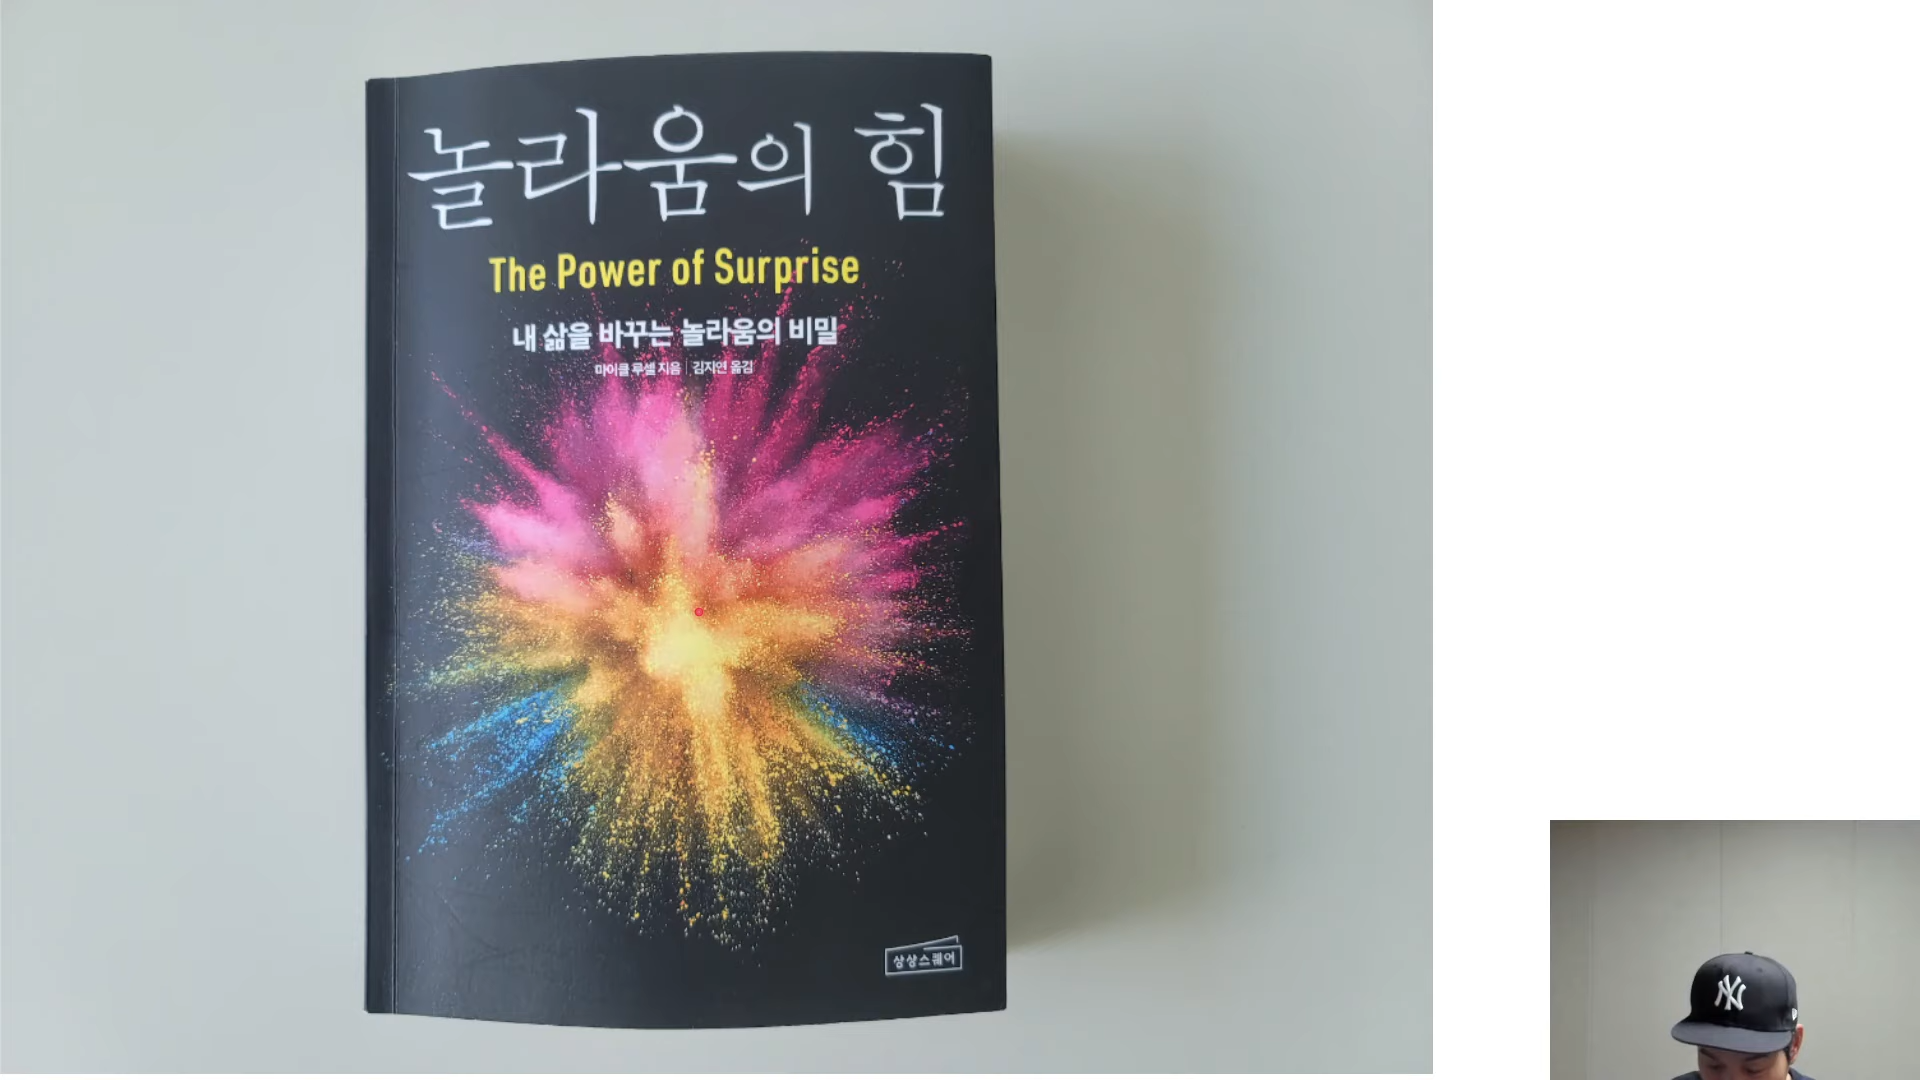 놀라움의 힘
The Power of Surprise
내 삶을 바꾸는 놀라움의 비밀
마이클 루셀 지음 | 김지연 옮김
상상스퀘어
NY